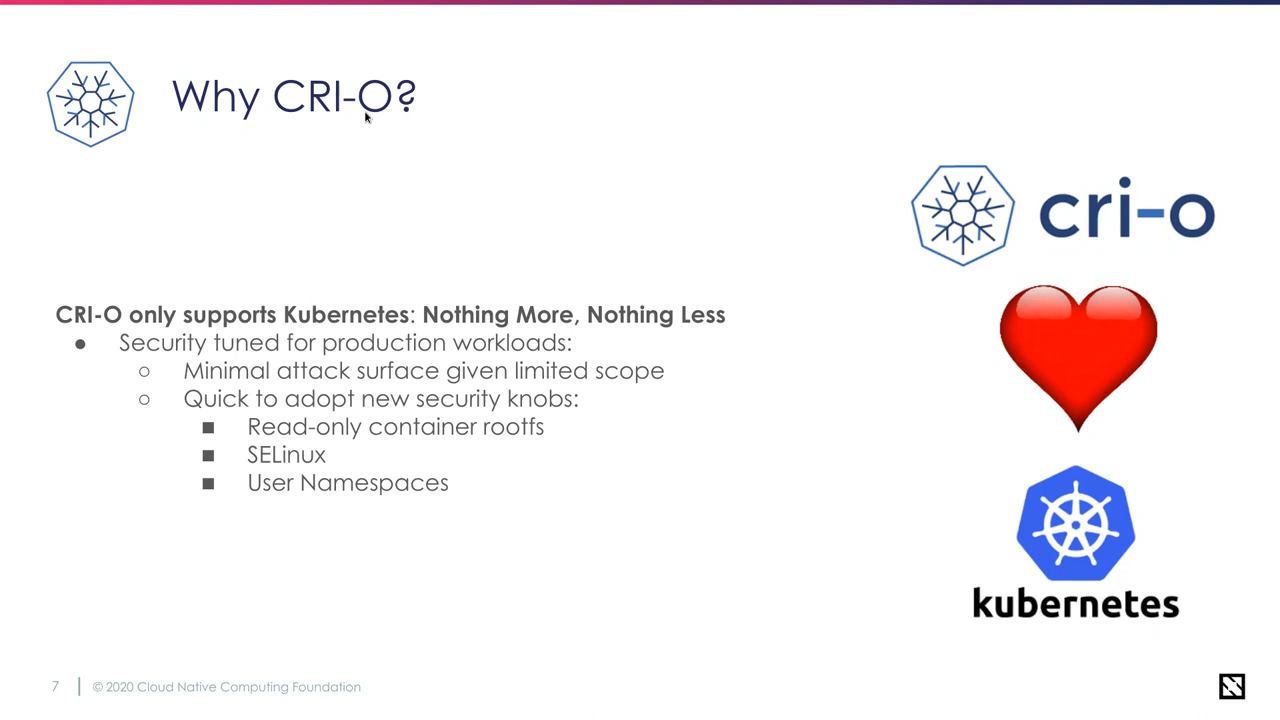 Why CRI-O?
cri-o
CRI-O only supports Kubernetes: Nothing More, Nothing Less
● Security tuned for production workloads:
○ Minimal attack surface given limited scope
○ Quick to adopt new security knobs:
■ Read-only container rootfs
■ SELinux
■ User Namespaces
kubernetes
7 | © 2020 Cloud Native Computing Foundation